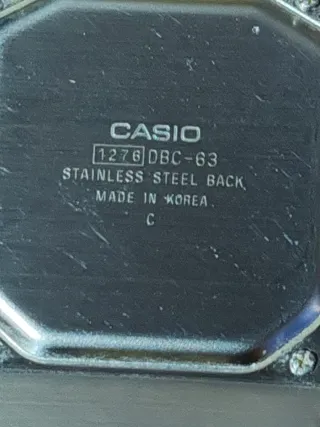 CASIO
1276 DBC-63
STAINLESS STEEL BACK
MADE IN KOREA
C